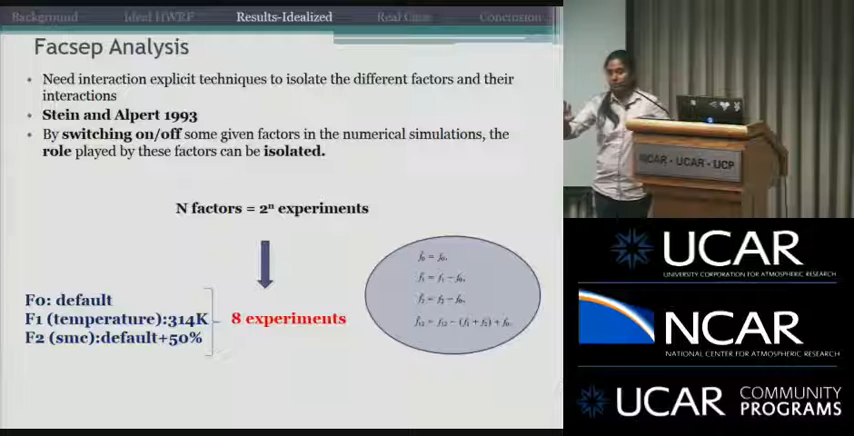 Background Ideal HWRF Results-Idealized Real Case Conclusion
Facsep Analysis
• Need interaction explicit techniques to isolate the different factors and their
interactions
• Stein and Alpert 1993
• By switching on/off some given factors in the numerical simulations, the
role played by these factors can be isolated.
N factors = 2ⁿ experiments
F0: default
F1 (temperature):314K
F2 (smc):default+50%
8 experiments
f̂₀ = f₀,
f̂₁ = f₁ − f₀,
f̂₂ = f₂ − f₀,
f̂₁₂ = f₁₂ − (f₁ + f₂) + f₀.
NCAR - UCAR - UCP
UCAR
UNIVERSITY CORPORATION FOR ATMOSPHERIC RESEARCH
NCAR
NATIONAL CENTER FOR ATMOSPHERIC RESEARCH
UCAR COMMUNITY
PROGRAMS